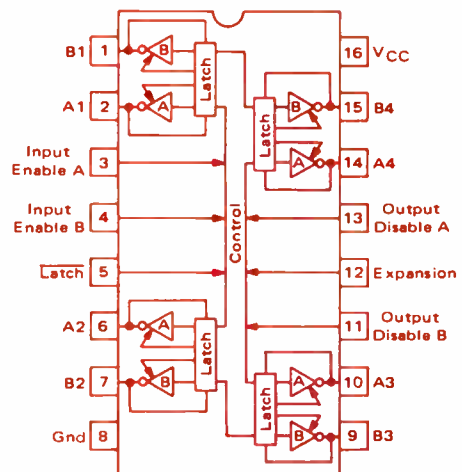 B1 1
A1 2
Input
Enable A 3
Input
Enable B 4
Latch 5
A2 6
B2 7
Gnd 8
B
A
Latch
A
B
Latch
Control
B
A
Latch
A
B
Latch
16 VCC
15 B4
14 A4
13 Output
Disable A
12 Expansion
11 Output
Disable B
10 A3
9 B3